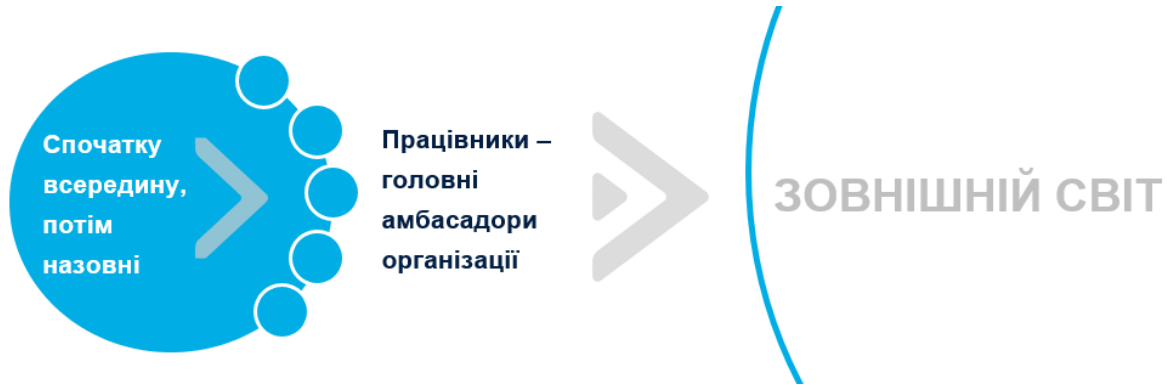 Спочатку
всередину,
потім
назовні
Працівники –
головні
амбасадори
організації
ЗОВНІШНІЙ СВІТ